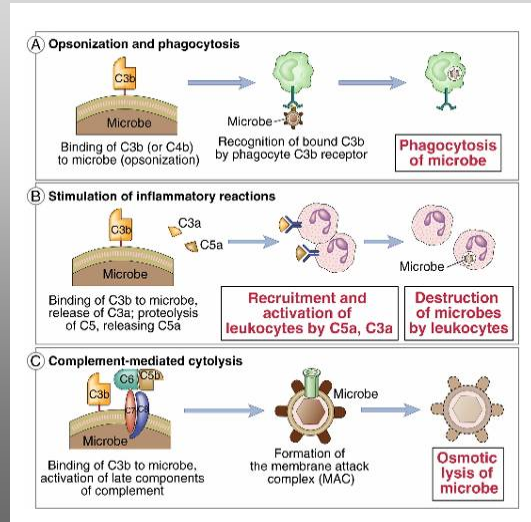 A Opsonization and phagocytosis
C3b
Microbe
Binding of C3b (or C4b)
to microbe (opsonization)
Microbe
Recognition of bound C3b
by phagocyte C3b receptor
Phagocytosis
of microbe
B Stimulation of inflammatory reactions
C3b
C3a
C5a
Microbe
Binding of C3b to microbe,
release of C3a; proteolysis
of C5, releasing C5a
Recruitment and
activation of
leukocytes by C5a, C3a
Microbe
Destruction
of microbes
by leukocytes
C Complement-mediated cytolysis
C3b
C6
C5b
C7
Microbe
Binding of C3b to microbe,
activation of late components
of complement
Microbe
Formation of
the membrane attack
complex (MAC)
Osmotic
lysis of
microbe